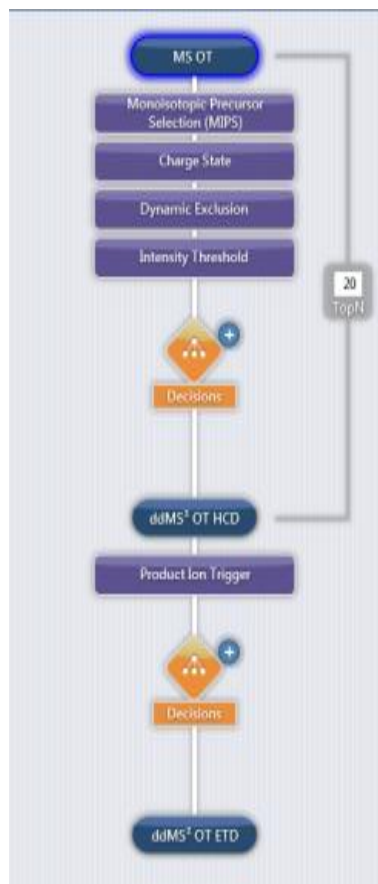 MS OT
Monoisotopic Precursor
Selection (MIPS)
Charge State
Dynamic Exclusion
Intensity Threshold
20
TopN
Decisions
ddMS² OT HCD
Product Ion Trigger
Decisions
ddMS² OT ETD